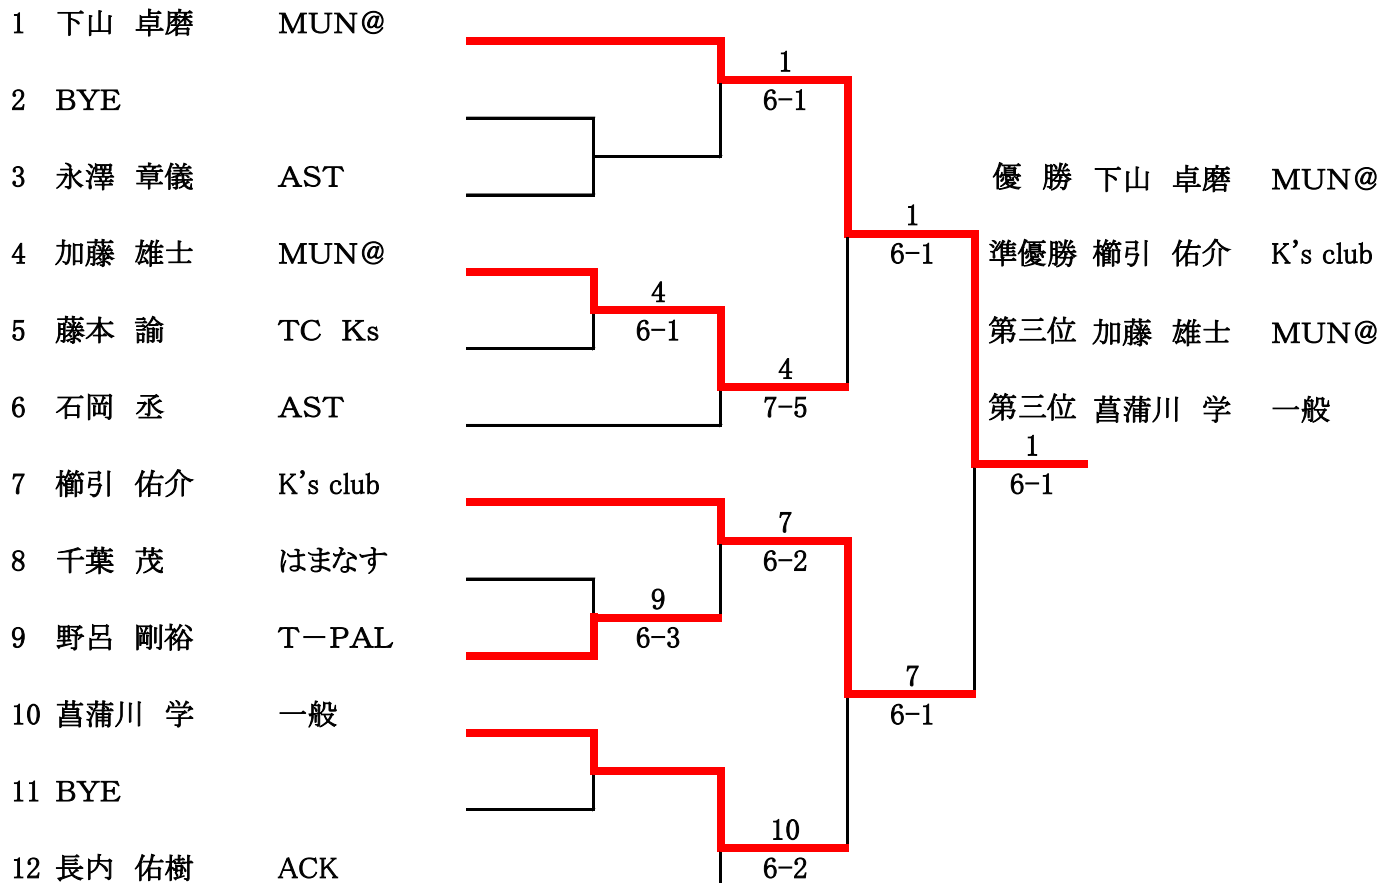 1 下山 卓磨 MUN@
1
2 BYE
6-1
3 永澤 章儀 AST
優 勝 下山 卓磨 MUN@
1
4 加藤 雄士 MUN@
6-1
準優勝 櫛引 佑介 K's club
4
5 藤本 諭 TC Ks
6-1
第三位 加藤 雄士 MUN@
4
6 石岡 丞 AST
7-5
第三位 菖蒲川 学 一般
1
7 櫛引 佑介 K's club
6-1
7
8 千葉 茂 はまなす
6-2
9
9 野呂 剛裕 T－PAL
6-3
7
10 菖蒲川 学 一般
6-1
11 BYE
10
12 長内 佑樹 ACK
6-2